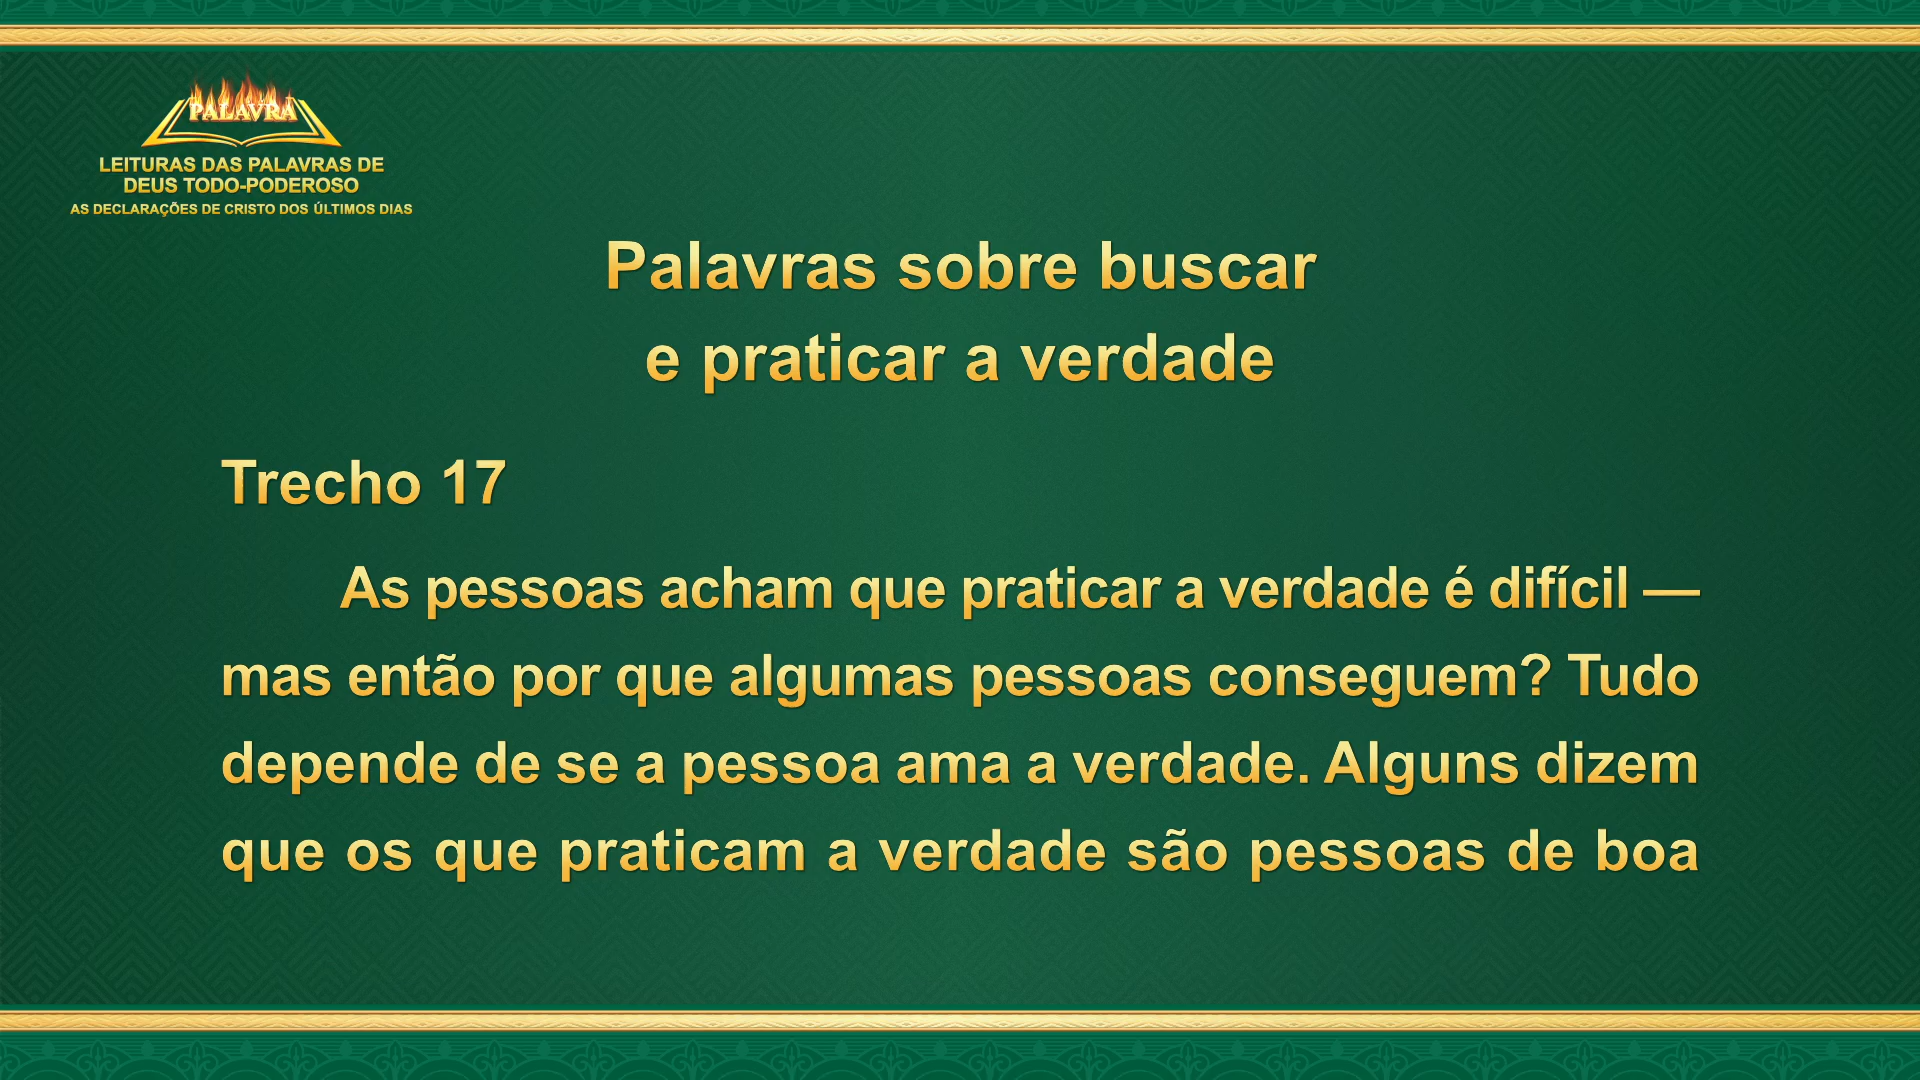 PALAVRA
LEITURAS DAS PALAVRAS DE
DEUS TODO-PODEROSO
AS DECLARAÇÕES DE CRISTO DOS ÚLTIMOS DIAS
Palavras sobre buscar
e praticar a verdade
Trecho 17
As pessoas acham que praticar a verdade é difícil —
mas então por que algumas pessoas conseguem? Tudo
depende de se a pessoa ama a verdade. Alguns dizem
que os que praticam a verdade são pessoas de boa